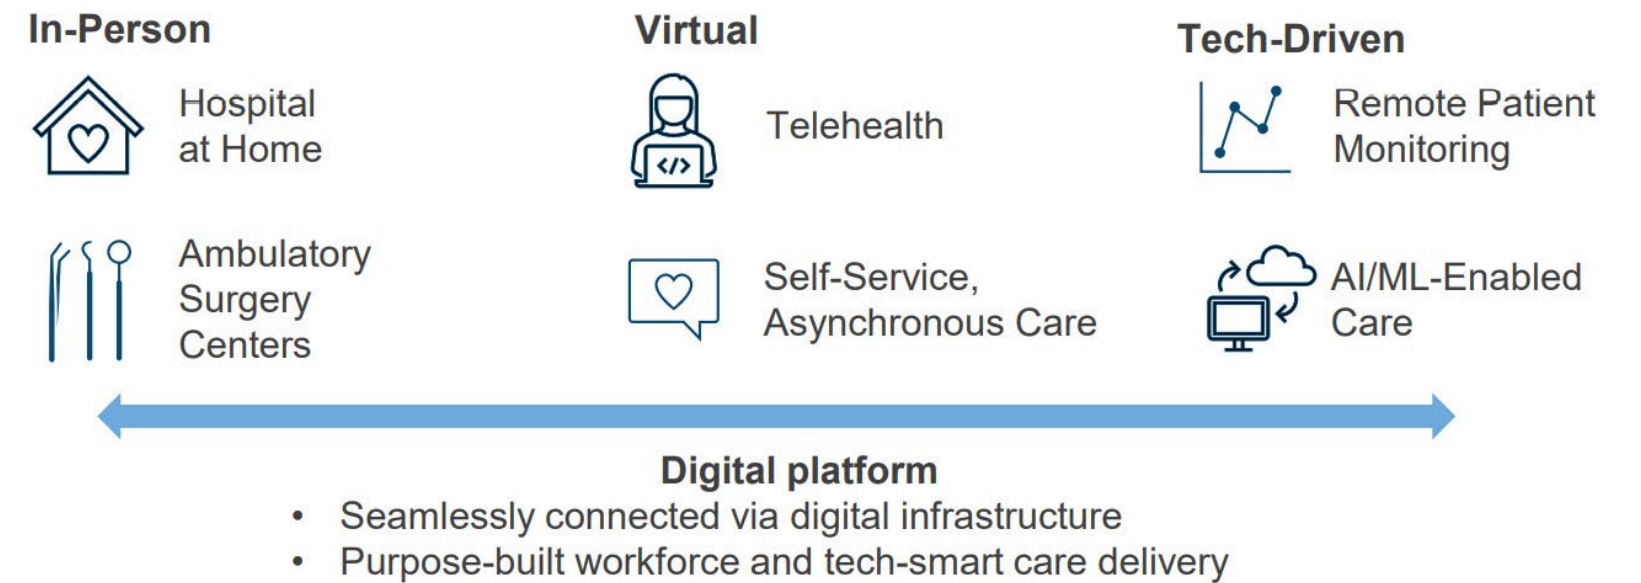 In-Person
Hospital
at Home
Ambulatory
Surgery
Centers
Virtual
Telehealth
</>
Self-Service,
Asynchronous Care
Tech-Driven
Remote Patient
Monitoring
AI/ML-Enabled
Care
Digital platform
• Seamlessly connected via digital infrastructure
• Purpose-built workforce and tech-smart care delivery